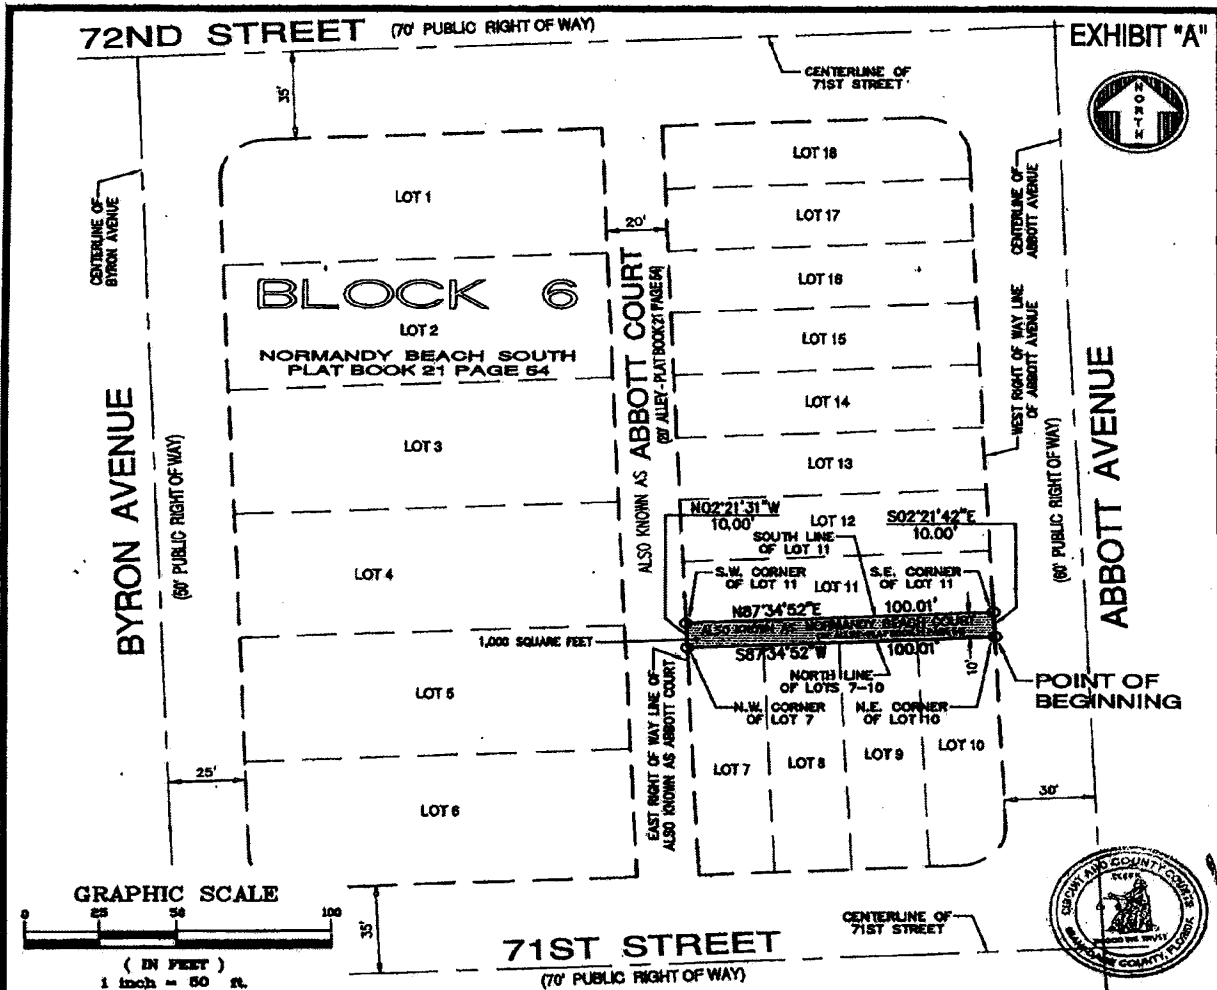 72ND STREET (70' PUBLIC RIGHT OF WAY)
EXHIBIT "A"
CENTERLINE OF
71ST STREET
35'
NORTH
LOT 1
LOT 18
LOT 17
LOT 16
LOT 15
LOT 14
LOT 13
LOT 12
LOT 11
20'
CENTERLINE OF
BYRON AVENUE
CENTERLINE OF
ABBOTT AVENUE
WEST RIGHT OF WAY LINE
OF ABBOTT AVENUE
BLOCK 6
LOT 2
NORMANDY BEACH SOUTH
PLAT BOOK 21 PAGE 54
LOT 3
LOT 4
LOT 5
LOT 6
BYRON AVENUE
(50' PUBLIC RIGHT OF WAY)
ALSO KNOWN AS ABBOTT COURT
(20' ALLEY-PLAT BOOK 21 PAGE 54)
ABBOTT AVENUE
(60' PUBLIC RIGHT OF WAY)
N02°21'31"W
10.00'
S02°21'42"E
10.00'
SOUTH LINE
OF LOT 11
S.W. CORNER
OF LOT 11
S.E. CORNER
OF LOT 11
N87°34'52"E 100.01'
ALSO KNOWN AS NORMANDY BEACH COURT
1,000 SQUARE FEET
S87°34'52"W 100.01'
10'
NORTH LINE
OF LOTS 7-10
N.W. CORNER
OF LOT 7
N.E. CORNER
OF LOT 10
POINT OF
BEGINNING
EAST RIGHT OF WAY LINE OF
ALSO KNOWN AS ABBOTT COURT
LOT 7
LOT 8
LOT 9
LOT 10
25'
30'
GRAPHIC SCALE
0 25 50 100
( IN FEET )
1 inch = 50 ft.
35'
71ST STREET
(70' PUBLIC RIGHT OF WAY)
CENTERLINE OF
71ST STREET
CIRCUIT AND COUNTY COURTS
COUNTY, FLORIDA